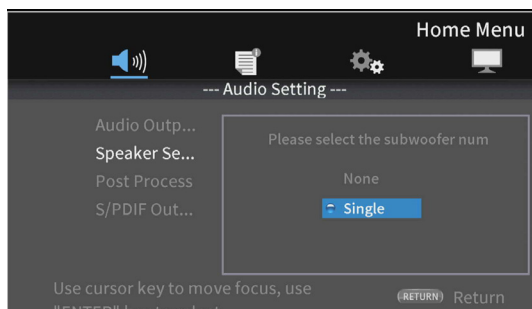 Home Menu
--- Audio Setting ---
Audio Outp...
Speaker Se...
Post Process
S/PDIF Out...
Please select the subwoofer num
None
Single
Use cursor key to move focus, use
RETURN Return